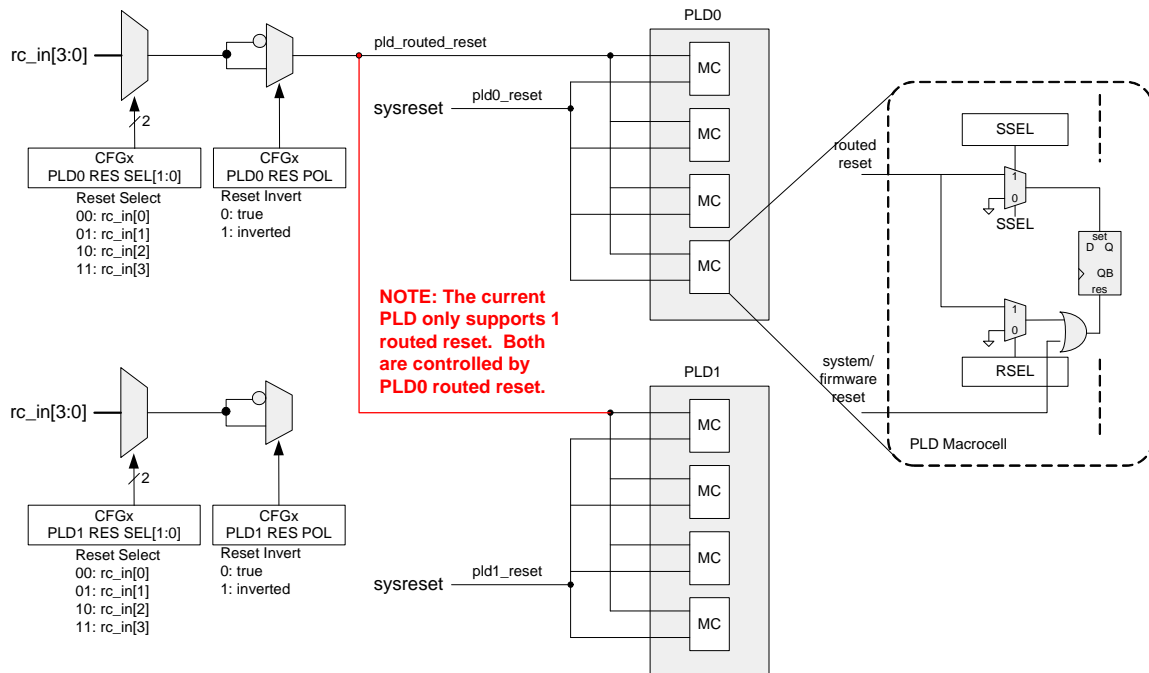 PLD0
rc_in[3:0]
pld_routed_reset
MC
sysreset
pld0_reset
2
MC
CFGx
PLD0 RES SEL[1:0]
CFGx
PLD0 RES POL
Reset Select
00: rc_in[0]
01: rc_in[1]
10: rc_in[2]
11: rc_in[3]
Reset Invert
0: true
1: inverted
MC
MC
NOTE: The current
PLD only supports 1
routed reset. Both
are controlled by
PLD0 routed reset.
routed
reset
SSEL
1
0
SSEL
set
D Q
QB
res
1
0
RSEL
system/
firmware
reset
PLD Macrocell
PLD1
rc_in[3:0]
MC
2
MC
CFGx
PLD1 RES SEL[1:0]
CFGx
PLD1 RES POL
Reset Select
00: rc_in[0]
01: rc_in[1]
10: rc_in[2]
11: rc_in[3]
Reset Invert
0: true
1: inverted
MC
sysreset
pld1_reset
MC